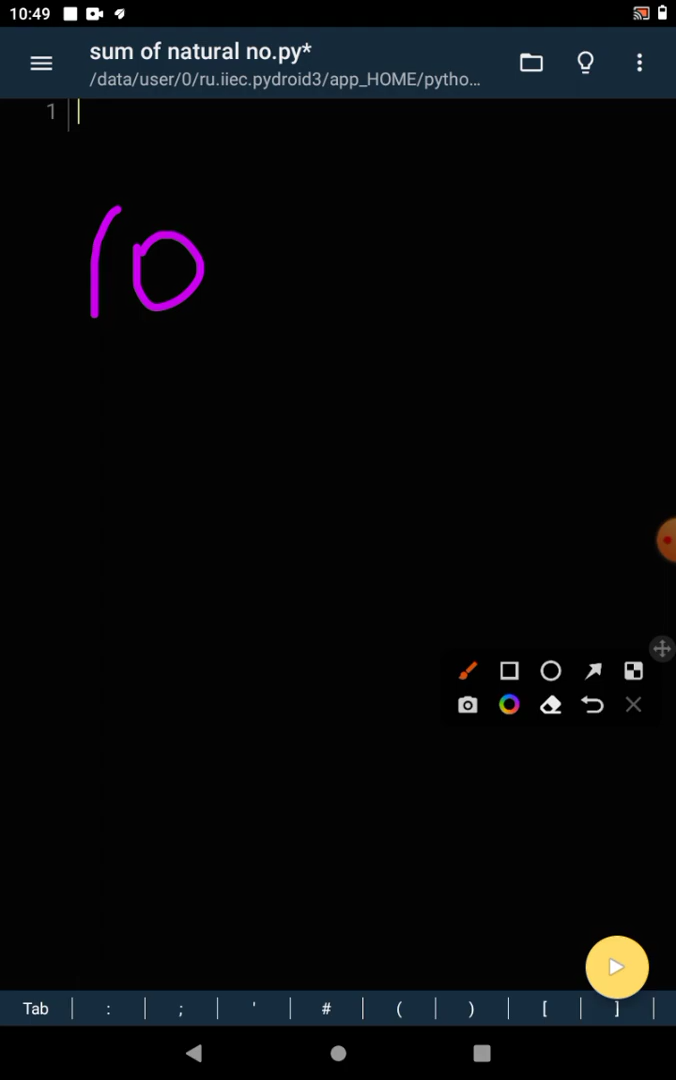 10:49
sum of natural no.py*
/data/user/0/ru.iiec.pydroid3/app_HOME/pytho...
1
10
Tab : ; ' # ( ) [ ]